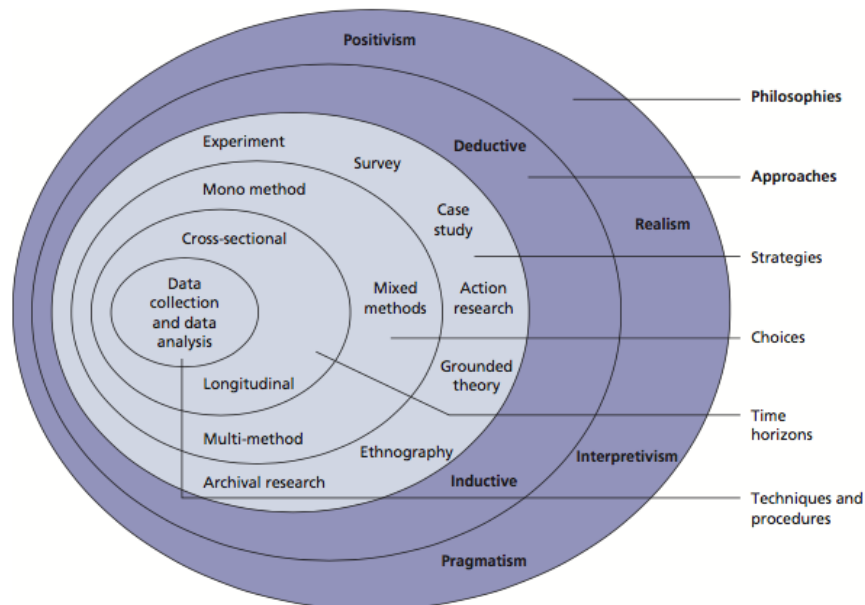 Positivism
Philosophies
Experiment
Deductive
Survey
Approaches
Mono method
Case
study
Realism
Cross-sectional
Strategies
Data
collection
and data
analysis
Mixed
methods
Action
research
Choices
Longitudinal
Grounded
theory
Time
horizons
Multi-method
Ethnography
Interpretivism
Archival research
Inductive
Techniques and
procedures
Pragmatism